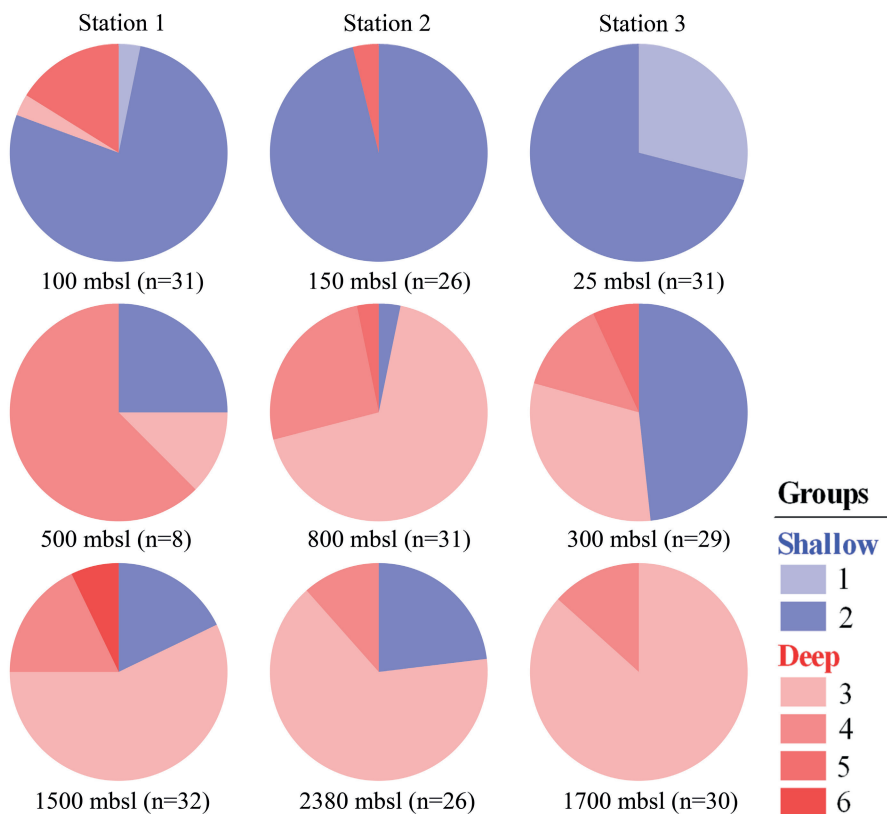 Station 1
Station 2
Station 3
100 mbsl (n=31)
150 mbsl (n=26)
25 mbsl (n=31)
500 mbsl (n=8)
800 mbsl (n=31)
300 mbsl (n=29)
1500 mbsl (n=32)
2380 mbsl (n=26)
1700 mbsl (n=30)
Groups
Shallow
1
2
Deep
3
4
5
6